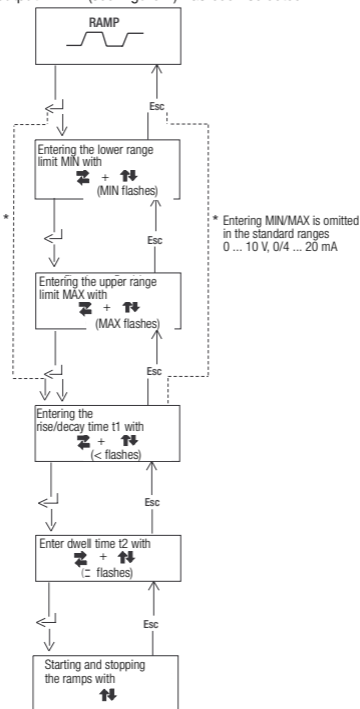 RAMP
Esc
Entering the lower range
limit MIN with
+
(MIN flashes)
*
Esc
* Entering MIN/MAX is omitted
in the standard ranges
0 ... 10 V, 0/4 ... 20 mA
Entering the upper range
limit MAX with
+
(MAX flashes)
Esc
Entering the
rise/decay time t1 with
+
(< flashes)
Esc
Enter dwell time t2 with
+
(= flashes)
Esc
Starting and stopping
the ramps with